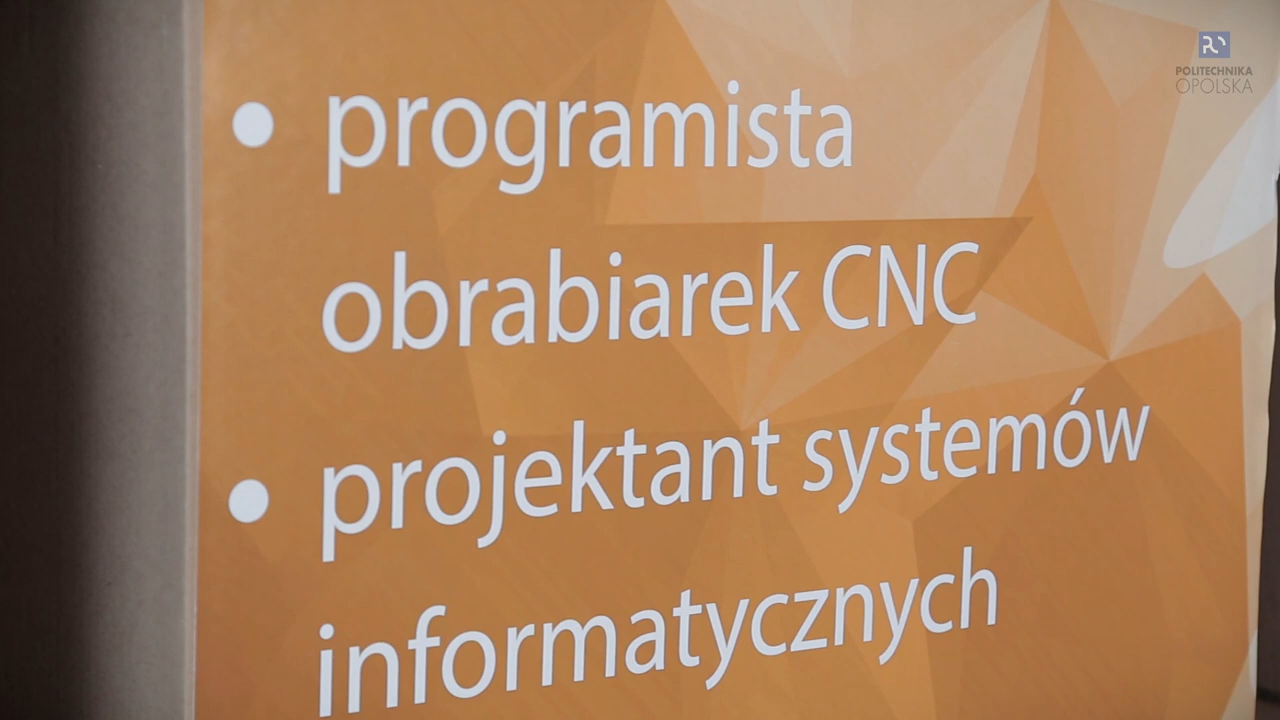 POLITECHNIKA
OPOLSKA
• programista
obrabiarek CNC
• projektant systemów
informatycznych